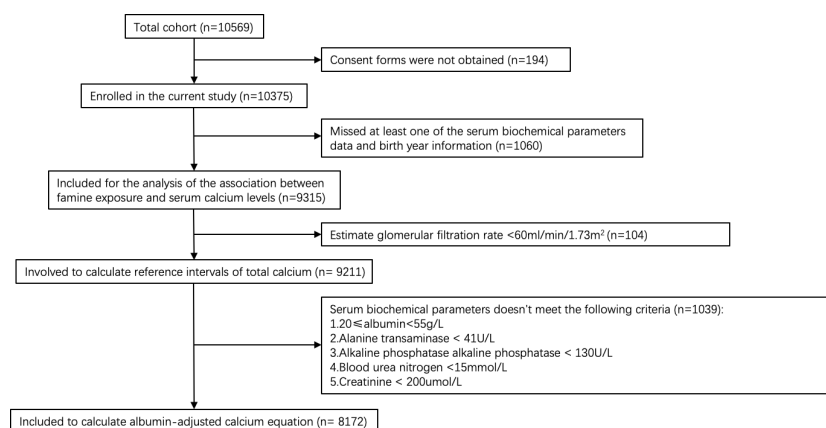 Total cohort (n=10569)
Consent forms were not obtained (n=194)
Enrolled in the current study (n=10375)
Missed at least one of the serum biochemical parameters
data and birth year information (n=1060)
Included for the analysis of the association between
famine exposure and serum calcium levels (n=9315)
Estimate glomerular filtration rate <60ml/min/1.73m² (n=104)
Involved to calculate reference intervals of total calcium (n= 9211)
Serum biochemical parameters doesn't meet the following criteria (n=1039):
1.20≤albumin<55g/L
2.Alanine transaminase < 41U/L
3.Alkaline phosphatase alkaline phosphatase < 130U/L
4.Blood urea nitrogen <15mmol/L
5.Creatinine < 200umol/L
Included to calculate albumin-adjusted calcium equation (n= 8172)